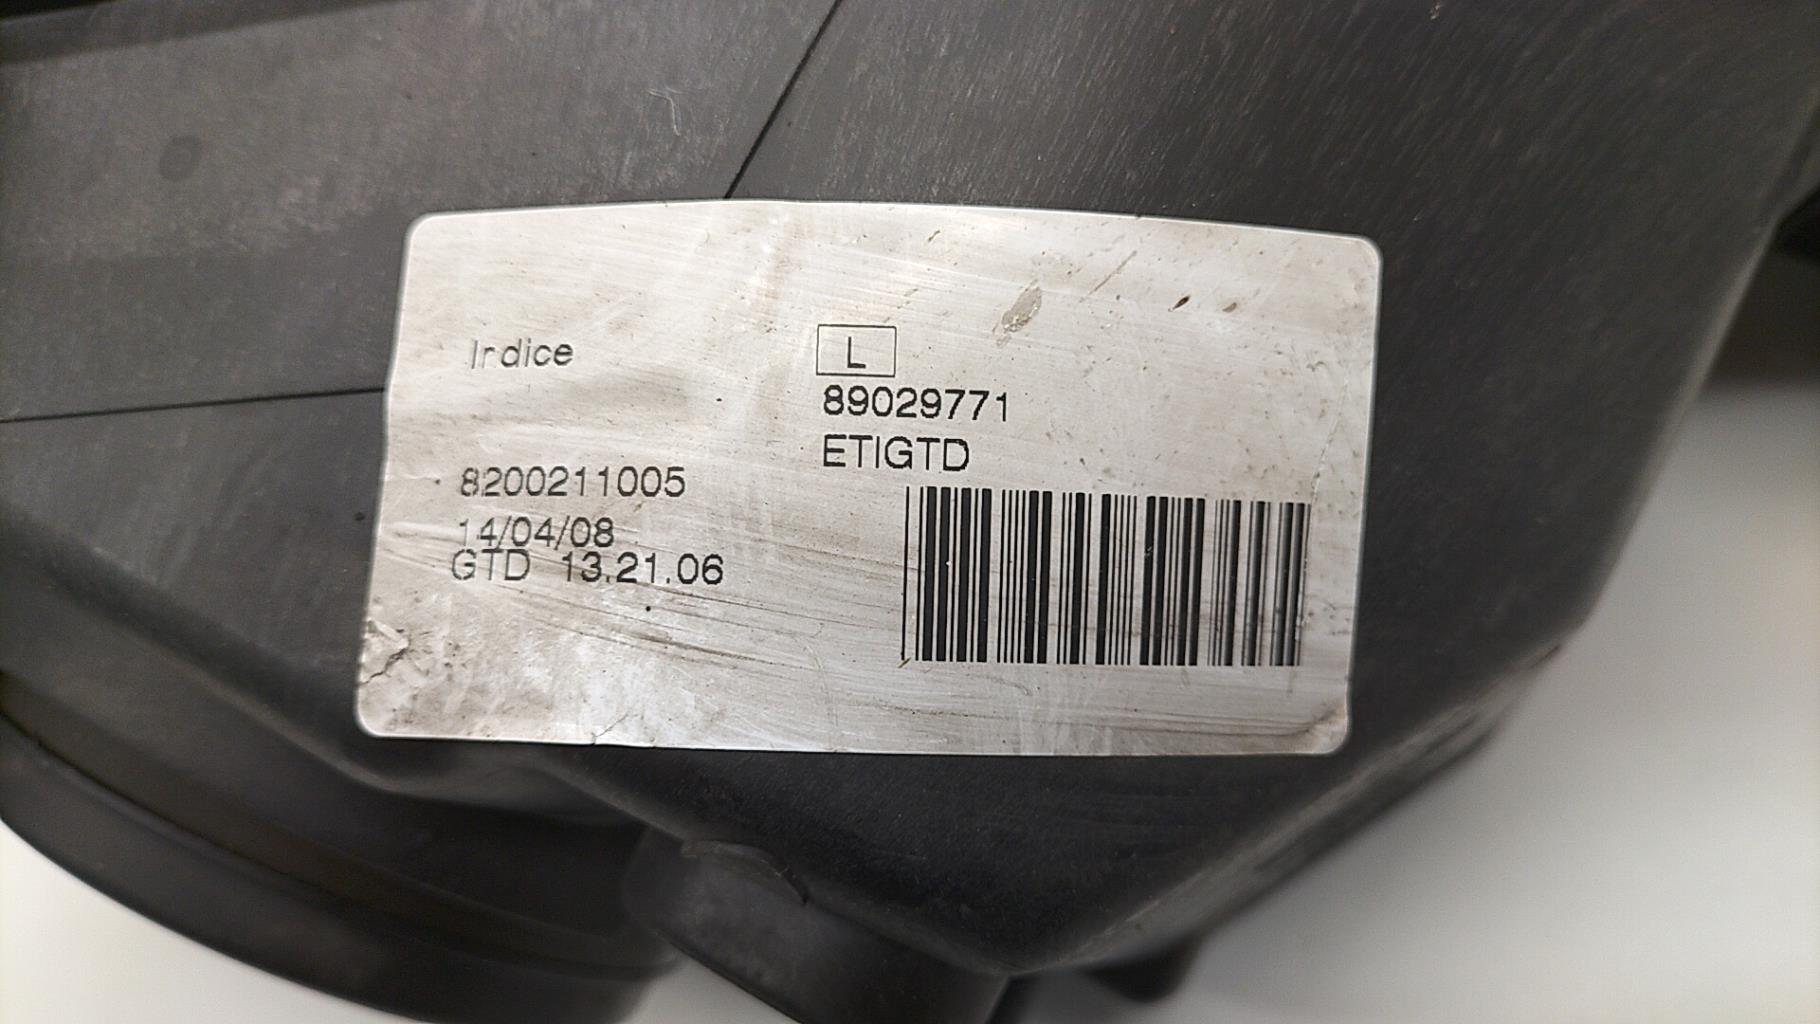 Indice
L
89029771
ETIGTD
8200211005
14/04/08
GTD 13.21.06